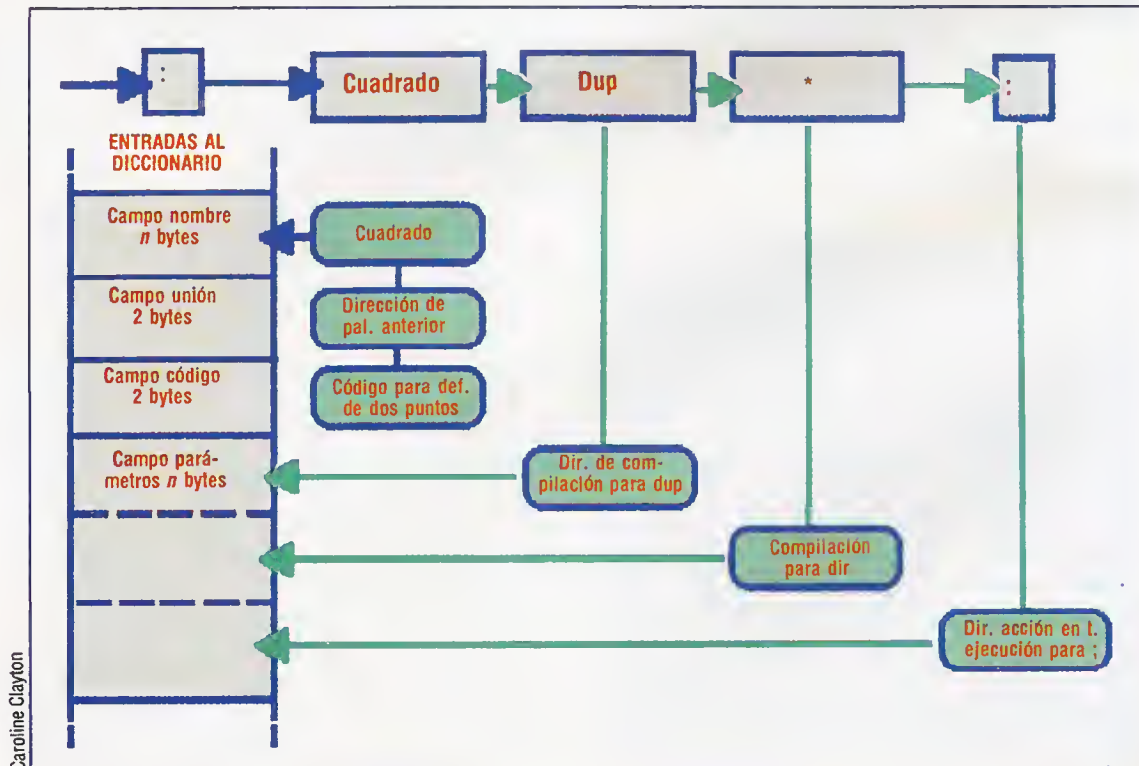 :
Cuadrado
Dup
*
:
ENTRADAS AL
DICCIONARIO
Campo nombre
n bytes
Cuadrado
Campo unión
2 bytes
Dirección de
pal. anterior
Campo código
2 bytes
Código para def.
de dos puntos
Campo pará-
metros n bytes
Dir. de com-
pilación para dup
Compilación
para dir
Dir. acción en t.
ejecución para ;
Caroline Clayton